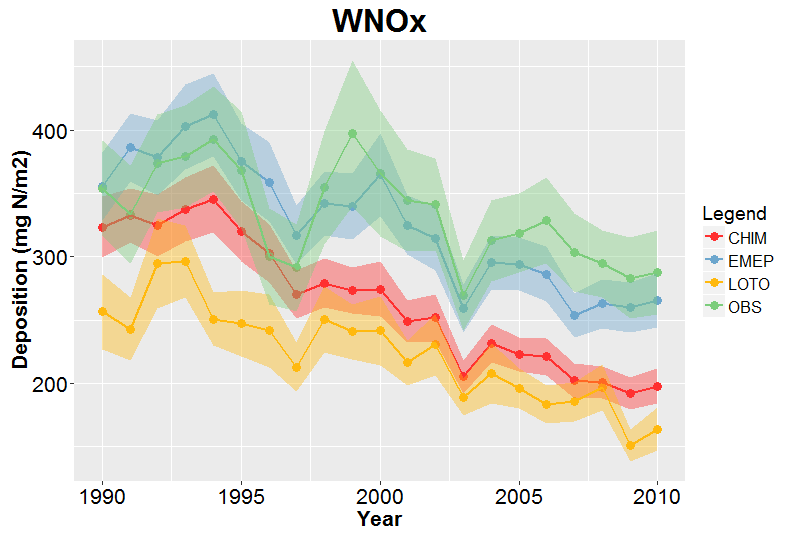 WNOx
Deposition (mg N/m2)
400
300
200
1990 1995 2000 2005 2010
Year
Legend
CHIM
EMEP
LOTO
OBS